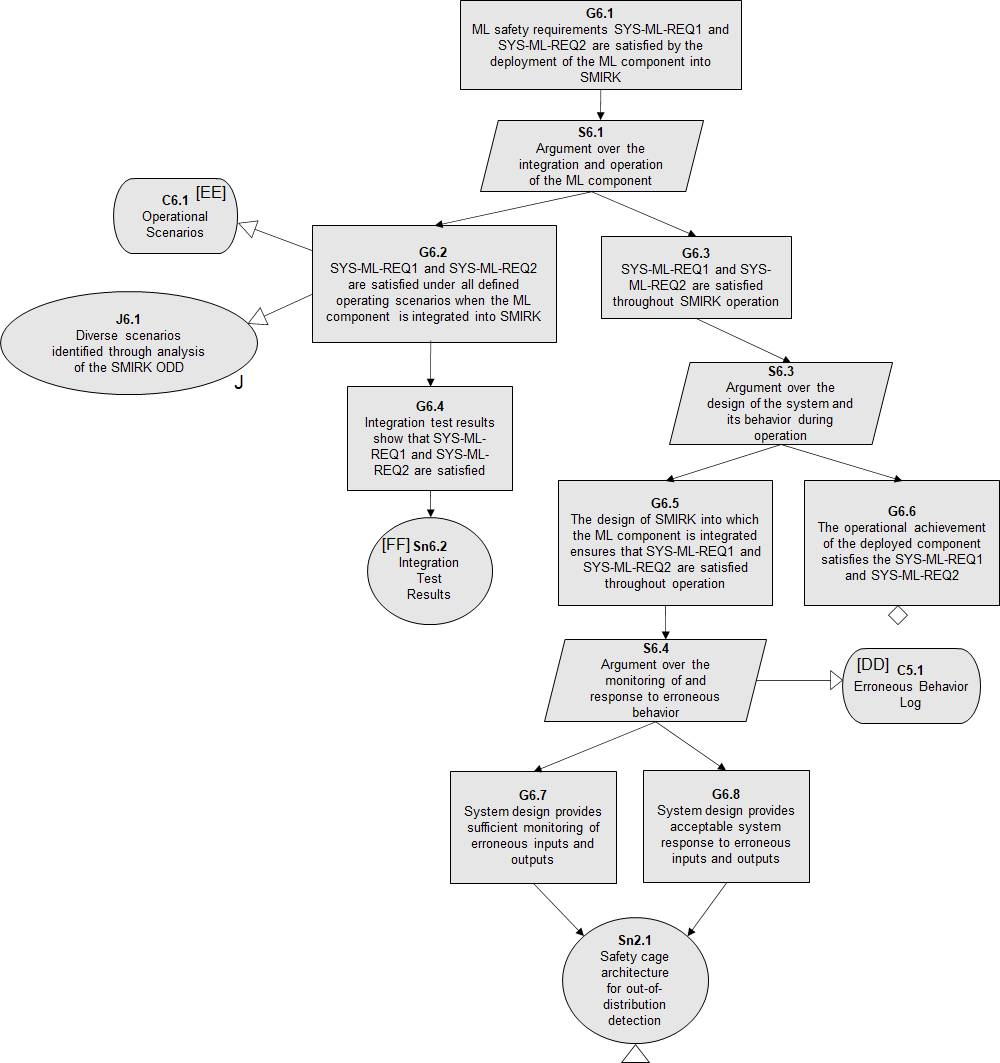 G6.1
ML safety requirements SYS-ML-REQ1 and
SYS-ML-REQ2 are satisfied by the
deployment of the ML component into
SMIRK
S6.1
Argument over the
integration and operation
of the ML component
C6.1 [EE]
Operational
Scenarios
G6.2
SYS-ML-REQ1 and SYS-ML-REQ2
are satisfied under all defined
operating scenarios when the ML
component is integrated into SMIRK
G6.3
SYS-ML-REQ1 and SYS-
ML-REQ2 are satisfied
throughout SMIRK operation
J6.1
Diverse scenarios
identified through analysis
of the SMIRK ODD
J
S6.3
Argument over the
design of the system and
its behavior during
operation
G6.4
Integration test results
show that SYS-ML-
REQ1 and SYS-ML-
REQ2 are satisfied
G6.5
The design of SMIRK into which
the ML component is integrated
ensures that SYS-ML-REQ1 and
SYS-ML-REQ2 are satisfied
throughout operation
G6.6
The operational achievement
of the deployed component
satisfies the SYS-ML-REQ1
and SYS-ML-REQ2
[FF] Sn6.2
Integration
Test
Results
S6.4
Argument over the
monitoring of and
response to erroneous
behavior
[DD] C5.1
Erroneous Behavior
Log
G6.7
System design provides
sufficient monitoring of
erroneous inputs and
outputs
G6.8
System design provides
acceptable system
response to erroneous
inputs and outputs
Sn2.1
Safety cage
architecture
for out-of-
distribution
detection